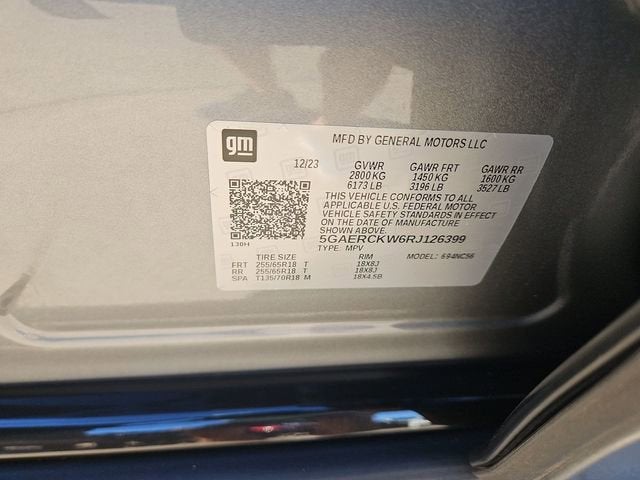 gm
MFD BY GENERAL MOTORS LLC
12/23 GVWR GAWR FRT GAWR RR
2800 KG 1450 KG 1600 KG
6173 LB 3196 LB 3527 LB
THIS VEHICLE CONFORMS TO ALL
APPLICABLE U.S. FEDERAL MOTOR
VEHICLE SAFETY STANDARDS IN EFFECT
ON THE DATE OF MANUFACTURE
SHOWN ABOVE.
5GAERCKW6RJ126399
138H
TYPE: MPV
TIRE SIZE RIM MODEL: 694NC56
FRT 255/65R18 T 18X8J
RR 255/65R18 T 18X8J
SPA T135/70R18 M 18X4.5B